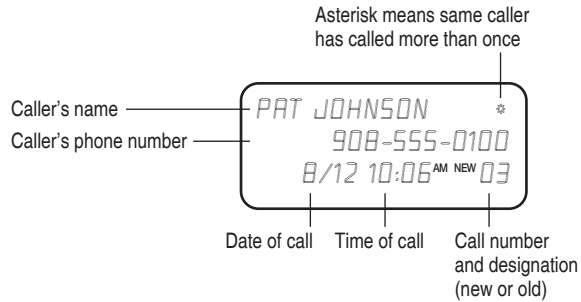 Asterisk means same caller
has called more than once
Caller's name
PAT JOHNSON *
Caller's phone number
908-555-0100
8/12 10:06 AM NEW 03
Date of call
Time of call
Call number
and designation
(new or old)